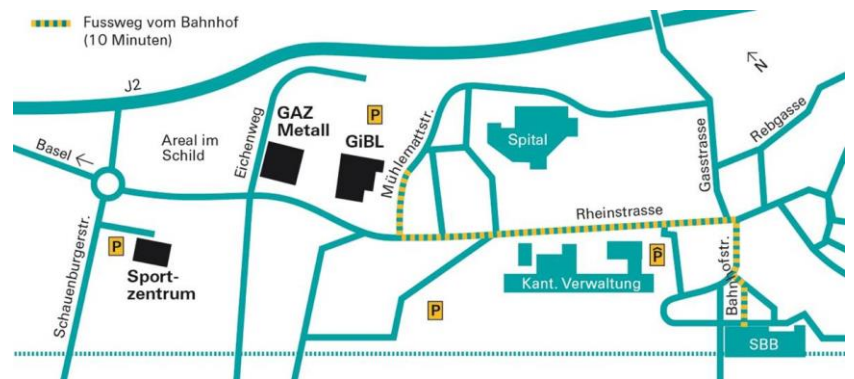 Fussweg vom Bahnhof
(10 Minuten)
J2
Basel
Areal im
Schild
Eichenweg
GAZ
Metall
P
GiBL
Mühlemattstr.
Spital
Gasstrasse
Rebgasse
N
Rheinstrasse
Schauenburgerstr.
P
Sport-
zentrum
P
Kant. Verwaltung
P
Bahnhofstr.
SBB